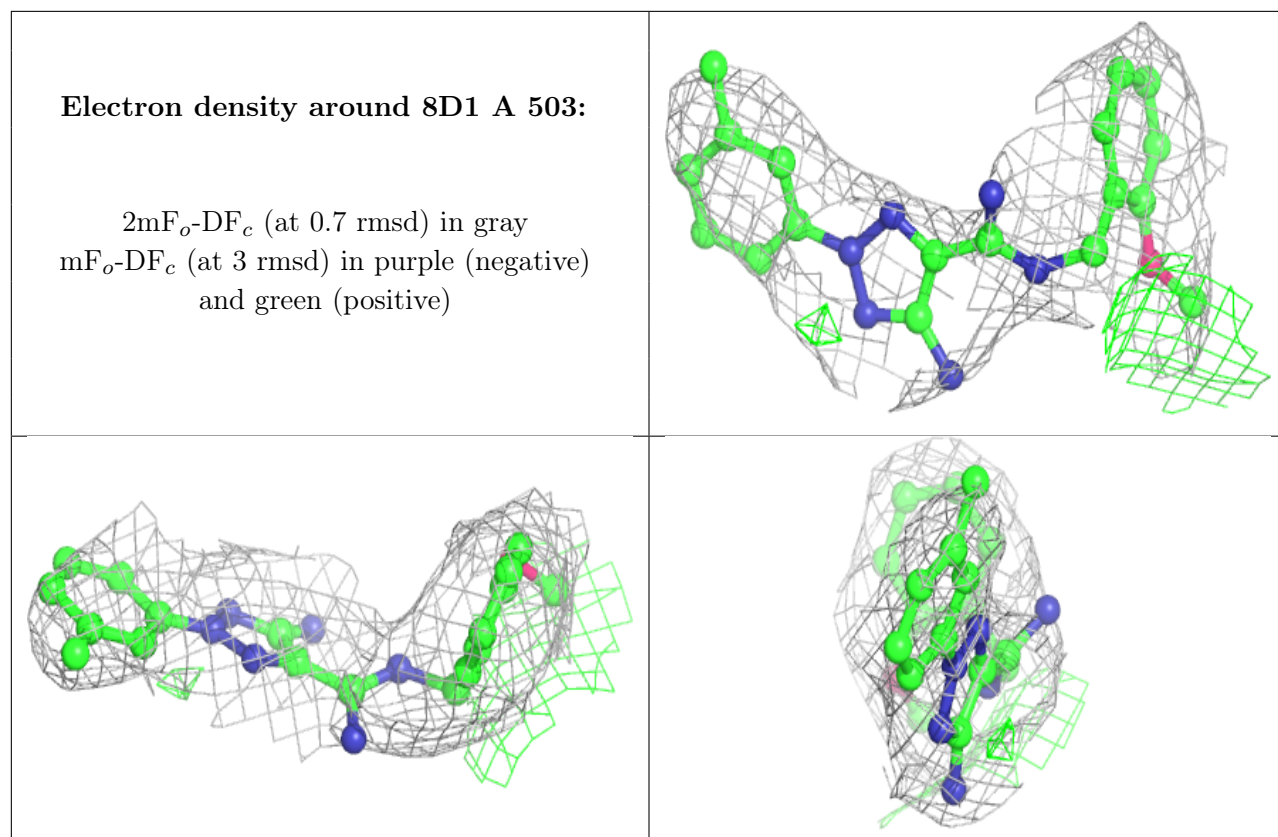 Electron density around 8D1 A 503:
2mFₒ-DF𝒸 (at 0.7 rmsd) in gray
mFₒ-DF𝒸 (at 3 rmsd) in purple (negative)
and green (positive)